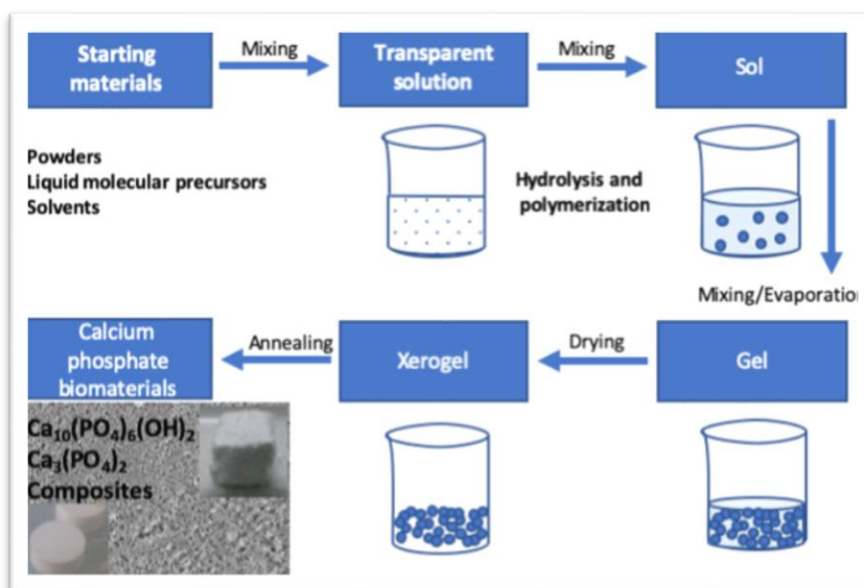 Starting
materials
Mixing
Transparent
solution
Mixing
Sol
Powders
Liquid molecular precursors
Solvents
Hydrolysis and
polymerization
Mixing/Evaporation
Calcium
phosphate
biomaterials
Annealing
Xerogel
Drying
Gel
Ca₁₀(PO₄)₆(OH)₂
Ca₃(PO₄)₂
Composites